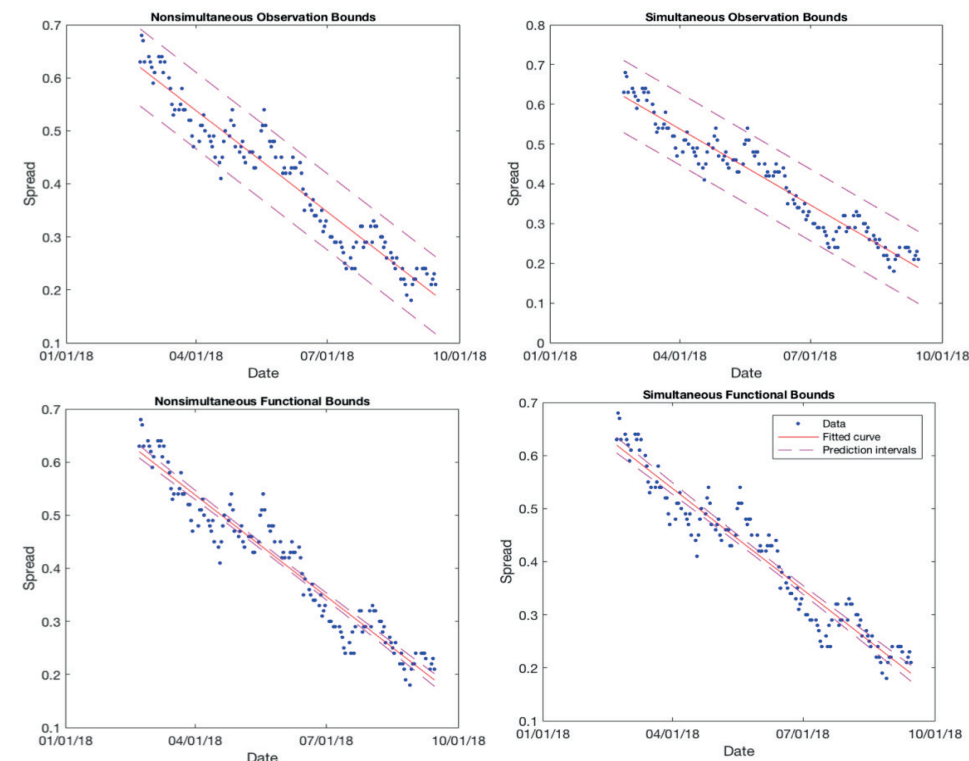 Nonsimultaneous Observation Bounds
0.7
0.6
0.5
0.4
0.3
0.2
0.1
Spread
01/01/18 04/01/18 07/01/18 10/01/18
Date
Simultaneous Observation Bounds
0.8
0.7
0.6
0.5
0.4
0.3
0.2
0.1
0
Spread
01/01/18 04/01/18 07/01/18 10/01/18
Date
Nonsimultaneous Functional Bounds
0.7
0.6
0.5
0.4
0.3
0.2
0.1
Spread
01/01/18 04/01/18 07/01/18 10/01/18
Date
Simultaneous Functional Bounds
0.7
0.6
0.5
0.4
0.3
0.2
0.1
Spread
Data
Fitted curve
Prediction intervals
01/01/18 04/01/18 07/01/18 10/01/18
Date